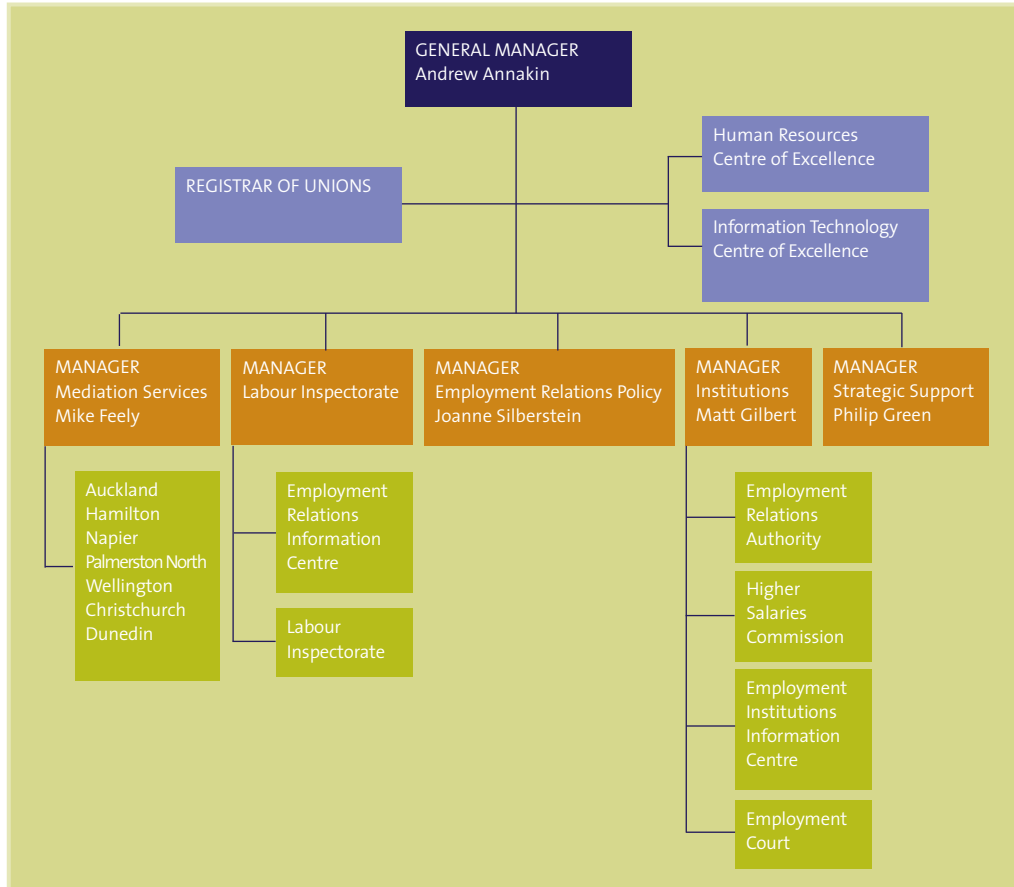 GENERAL MANAGER
Andrew Annakin
Human Resources
Centre of Excellence
REGISTRAR OF UNIONS
Information Technology
Centre of Excellence
MANAGER
Mediation Services
Mike Feely
MANAGER
Labour Inspectorate
MANAGER
Employment Relations Policy
Joanne Silberstein
MANAGER
Institutions
Matt Gilbert
MANAGER
Strategic Support
Philip Green
Auckland
Hamilton
Napier
Palmerston North
Wellington
Christchurch
Dunedin
Employment
Relations
Information
Centre
Labour
Inspectorate
Employment
Relations
Authority
Higher
Salaries
Commission
Employment
Institutions
Information
Centre
Employment
Court